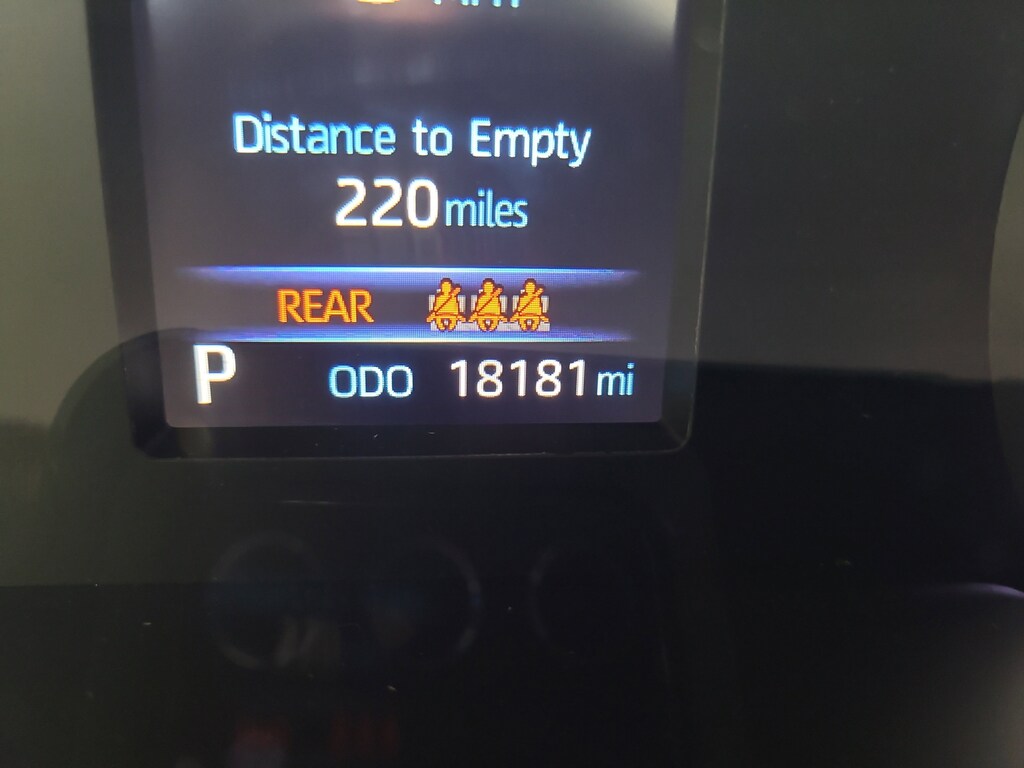 Distance to Empty
220 miles
REAR
P ODO 18181 mi